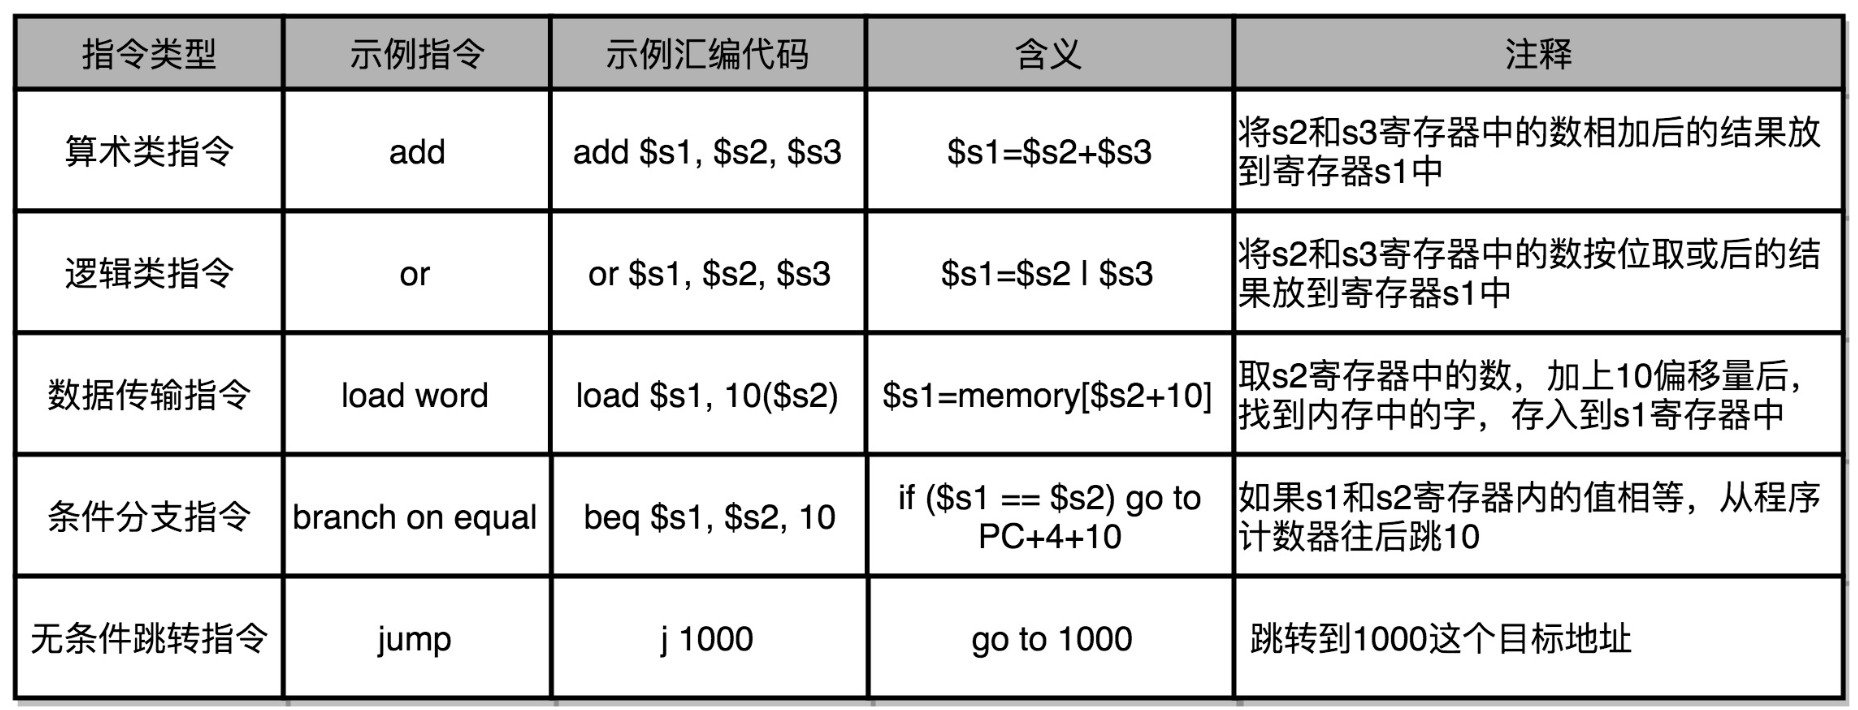 指令类型 示例指令 示例汇编代码 含义 注释
算术类指令 add add $s1, $s2, $s3 $s1=$s2+$s3 将s2和s3寄存器中的数相加后的结果放
到寄存器s1中
逻辑类指令 or or $s1, $s2, $s3 $s1=$s2 | $s3 将s2和s3寄存器中的数按位取或后的结
果放到寄存器s1中
数据传输指令 load word load $s1, 10($s2) $s1=memory[$s2+10] 取s2寄存器中的数，加上10偏移量后，
找到内存中的字，存入到s1寄存器中
条件分支指令 branch on equal beq $s1, $s2, 10 if ($s1 == $s2) go to 如果s1和s2寄存器内的值相等，从程序
PC+4+10 计数器往后跳10
无条件跳转指令 jump j 1000 go to 1000 跳转到1000这个目标地址